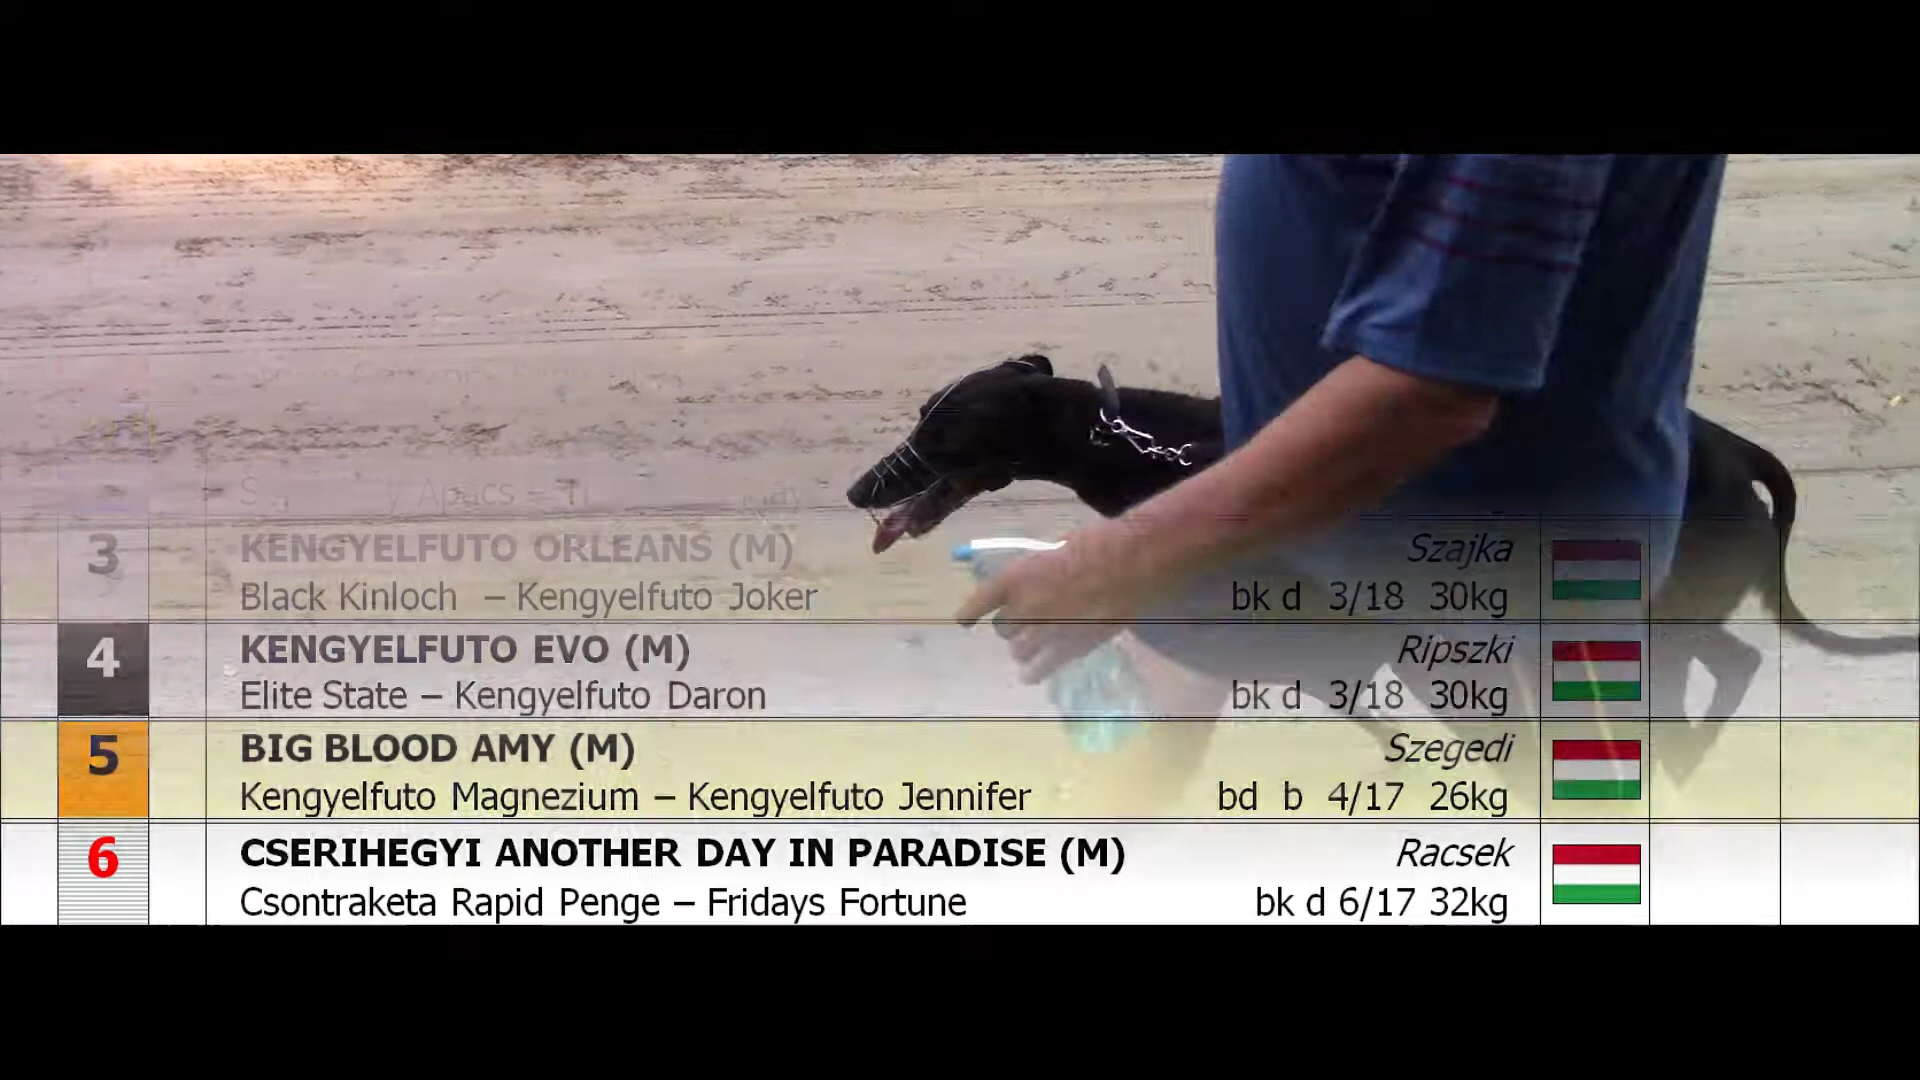 3 KENGYELFUTO ORLEANS (M) Szajka
Black Kinloch – Kengyelfuto Joker bk d 3/18 30kg
4 KENGYELFUTO EVO (M) Ripszki
Elite State – Kengyelfuto Daron bk d 3/18 30kg
5 BIG BLOOD AMY (M) Szegedi
Kengyelfuto Magnezium – Kengyelfuto Jennifer bd b 4/17 26kg
6 CSERIHEGYI ANOTHER DAY IN PARADISE (M) Racsek
Csontraketa Rapid Penge – Fridays Fortune bk d 6/17 32kg